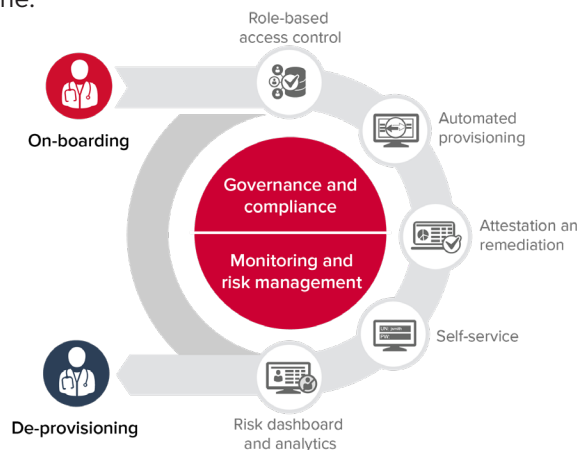 Role-based
access control
On-boarding
Automated
provisioning
Governance and
compliance
Attestation an
remediation
Monitoring and
risk management
Self-service
De-provisioning
Risk dashboard
and analytics